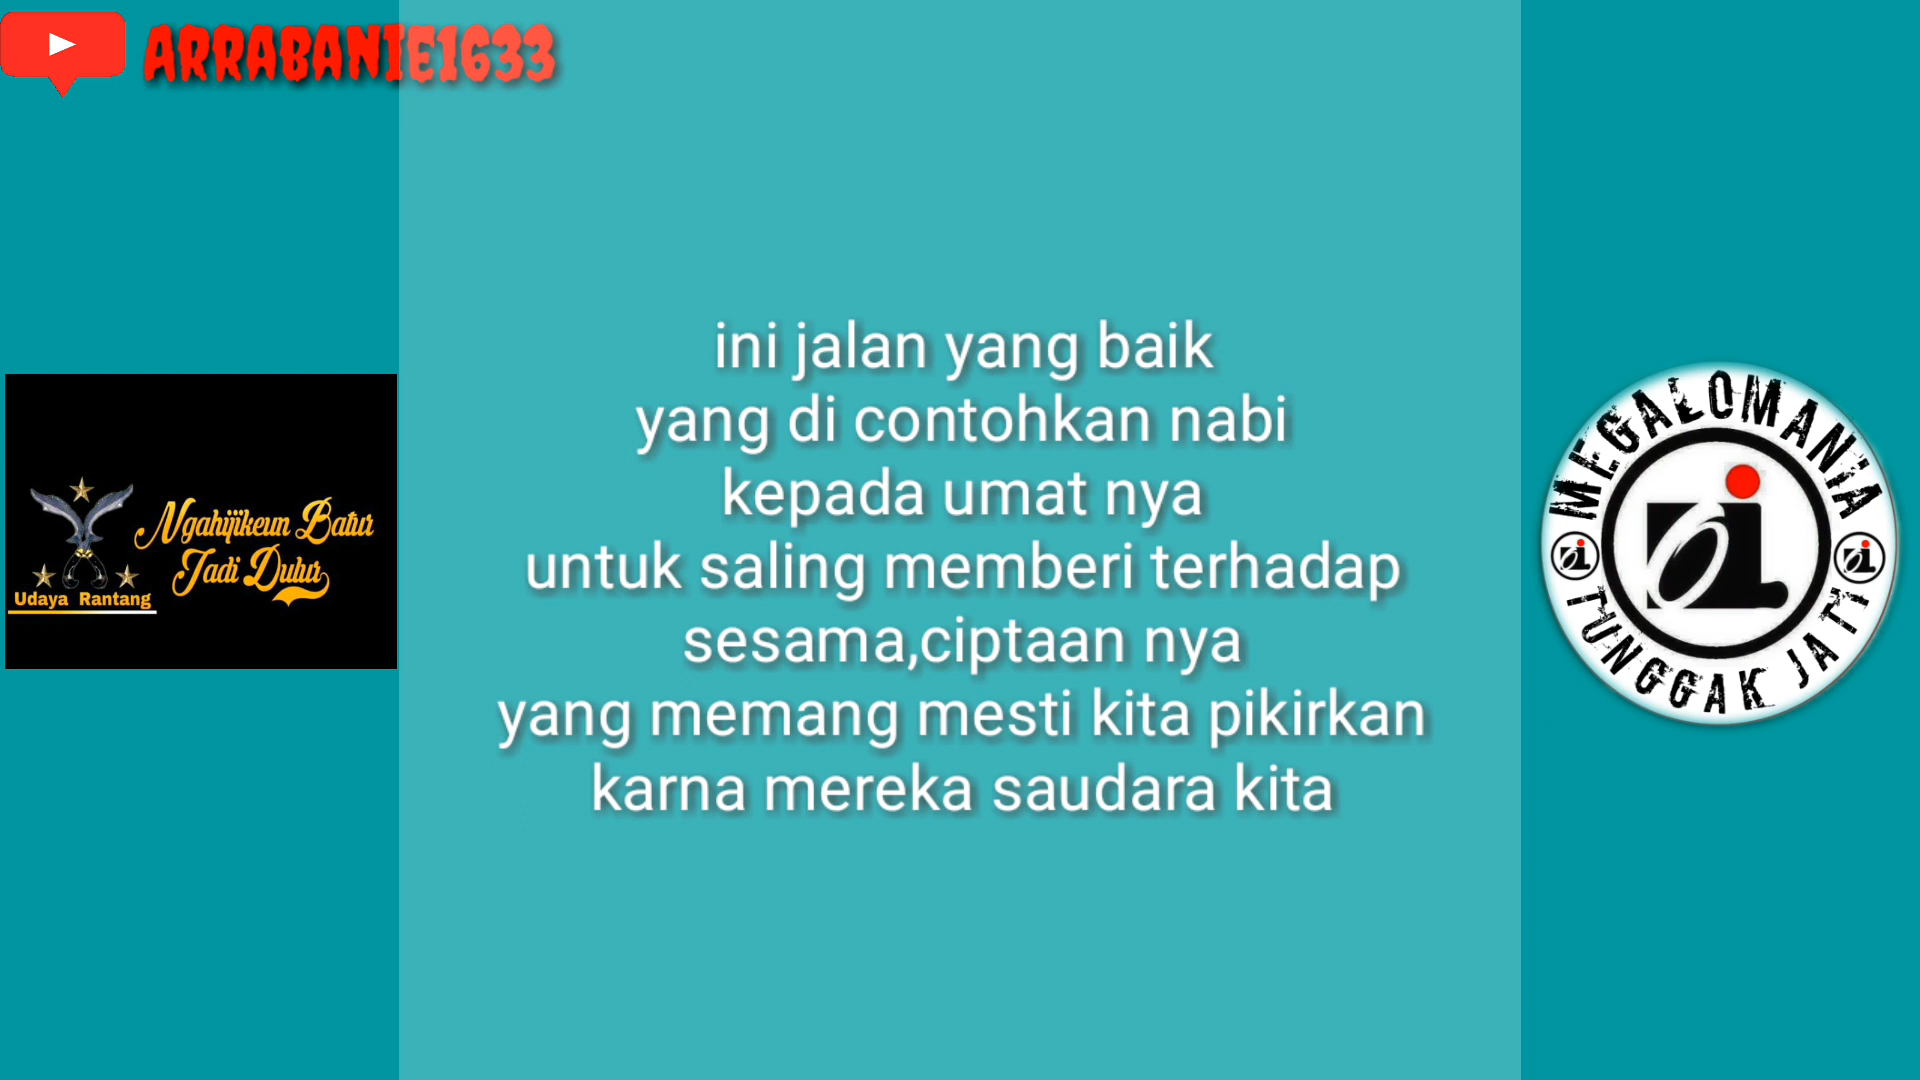 ARRABANIE1633
ini jalan yang baik
yang di contohkan nabi
kepada umat nya
untuk saling memberi terhadap
sesama,ciptaan nya
yang memang mesti kita pikirkan
karna mereka saudara kita
Ngahijikeun Batur
Jadi Dulur
Udaya Rantang
MEGALOMANIA
OI
OI
OI
TUNGGAK JATI